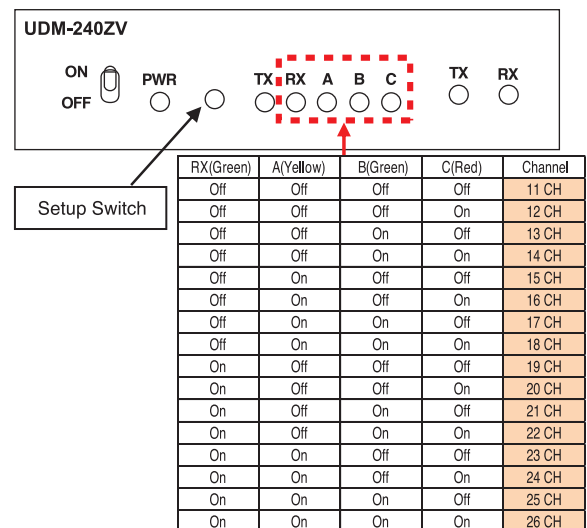 UDM-240ZV
ON
OFF
PWR
TX RX A B C
TX RX
Setup Switch
RX(Green) A(Yellow) B(Green) C(Red) Channel
Off Off Off Off 11 CH
Off Off Off On 12 CH
Off Off On Off 13 CH
Off Off On On 14 CH
Off On Off Off 15 CH
Off On Off On 16 CH
Off On On Off 17 CH
Off On On On 18 CH
On Off Off Off 19 CH
On Off Off On 20 CH
On Off On Off 21 CH
On Off On On 22 CH
On On Off Off 23 CH
On On Off On 24 CH
On On On Off 25 CH
On On On On 26 CH